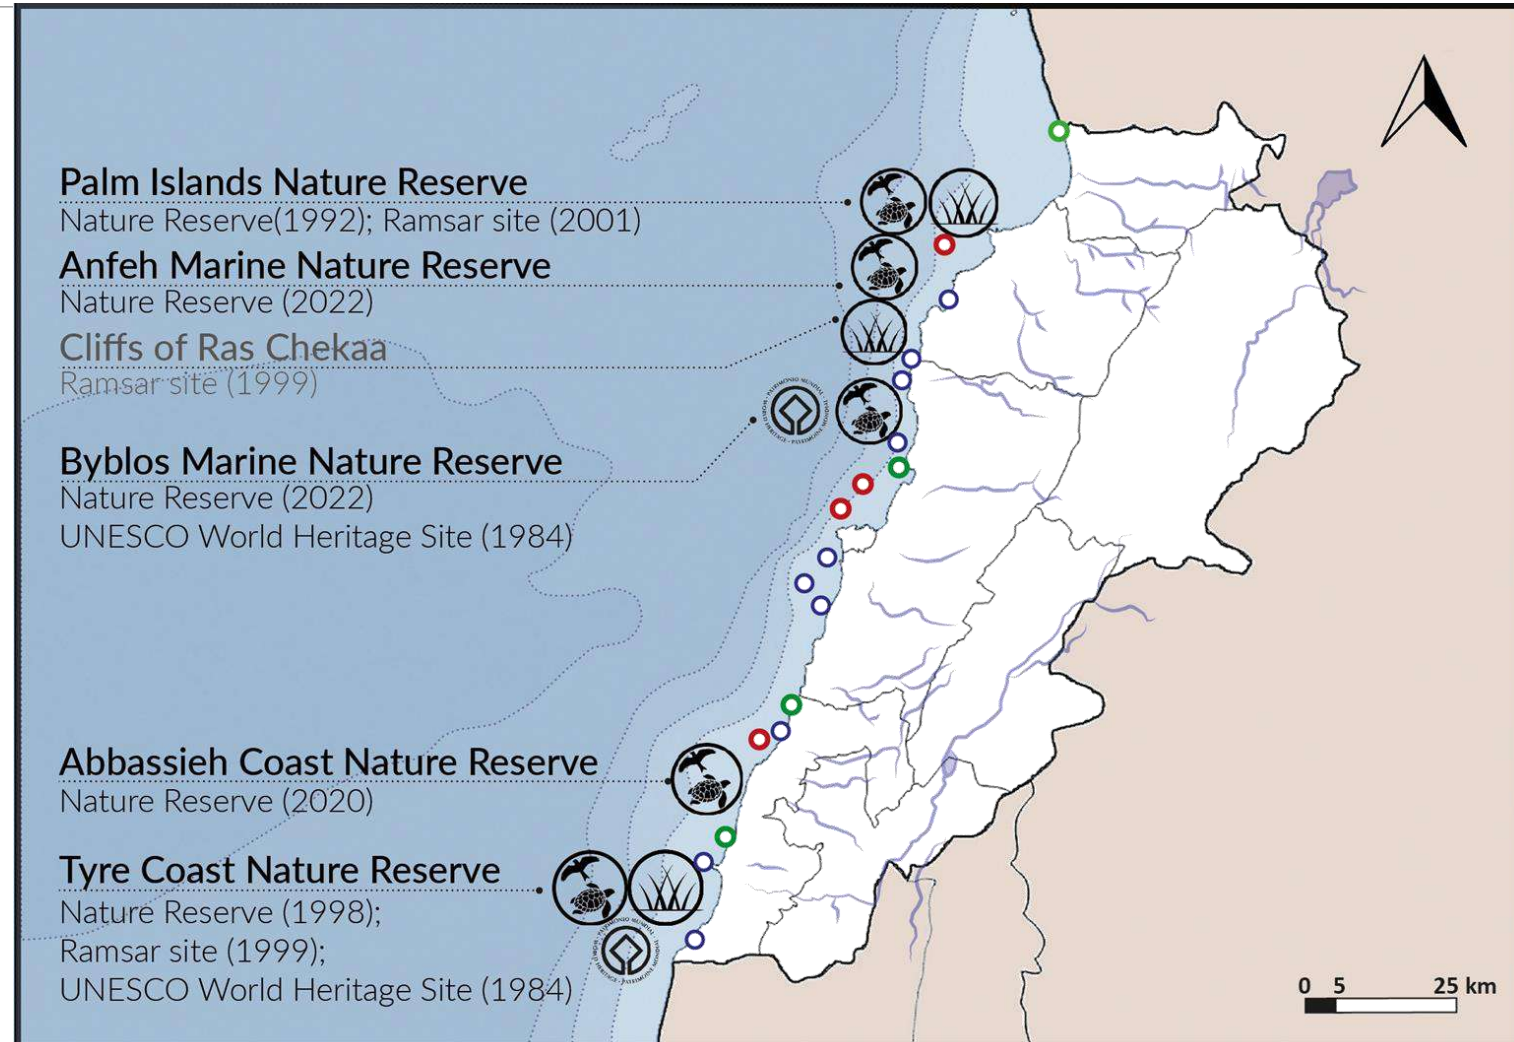 Palm Islands Nature Reserve
Nature Reserve(1992); Ramsar site (2001)
Anfeh Marine Nature Reserve
Nature Reserve (2022)
Cliffs of Ras Chekaa
Ramsar site (1999)
Byblos Marine Nature Reserve
Nature Reserve (2022)
UNESCO World Heritage Site (1984)
Abbassieh Coast Nature Reserve
Nature Reserve (2020)
Tyre Coast Nature Reserve
Nature Reserve (1998);
Ramsar site (1999);
UNESCO World Heritage Site (1984)
0 5 25 km